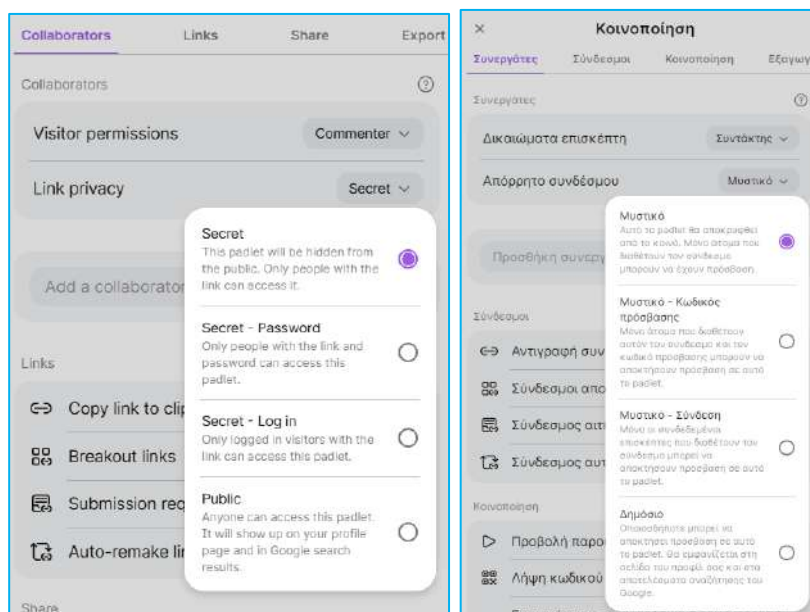 Collaborators Links Share Export
Collaborators
Visitor permissions Commenter
Link privacy Secret
Secret
This padlet will be hidden from
the public. Only people with the
link can access it.
Add a collaborator
Secret - Password
Only people with the link and
password can access this
padlet.
Links
Copy link to clip
Secret - Log in
Only logged in visitors with the
link can access this padlet.
Breakout links
Submission req
Public
Anyone can access this padlet.
It will show up on your profile
page and in Google search
results.
Auto-remake lin
Share
Κοινοποίηση
Συνεργάτες Σύνδεσμοι Κοινοποίηση Εξαγωγ
Συνεργάτες
Δικαιώματα επισκέπτη Συντάκτης
Απόρρητο συνδέσμου Μυστικό
Μυστικό
Αυτό το padlet θα αποκρυφθεί
από το κοινό. Μόνο άτομα που
διαθέτουν τον σύνδεσμο
μπορούν να έχουν πρόσβαση.
Προσθήκη συνεργ
Μυστικό - Κωδικός
πρόσβασης
Μόνο άτομα που διαθέτουν
αυτόν τον σύνδεσμο και τον
κωδικό πρόσβασης μπορούν να
αποκτήσουν πρόσβαση σε αυτό
το padlet.
Σύνδεσμοι
Αντιγραφή συν
Σύνδεσμοι απο
Μυστικό - Σύνδεση
Μόνο οι συνδεδεμένοι
επισκέπτες που διαθέτουν τον
σύνδεσμο μπορεί να
αποκτήσουν πρόσβαση σε αυτό
το padlet.
Σύνδεσμος αιτι
Σύνδεσμος αυτ
Κοινοποίηση
Δημόσιο
Οποιοσδήποτε μπορεί να
αποκτήσει πρόσβαση σε αυτό
το padlet. Θα εμφανίζεται στη
σελίδα του προφίλ σας και στα
αποτελέσματα αναζήτησης του
Google.
Προβολή παρο
Λήψη κωδικού